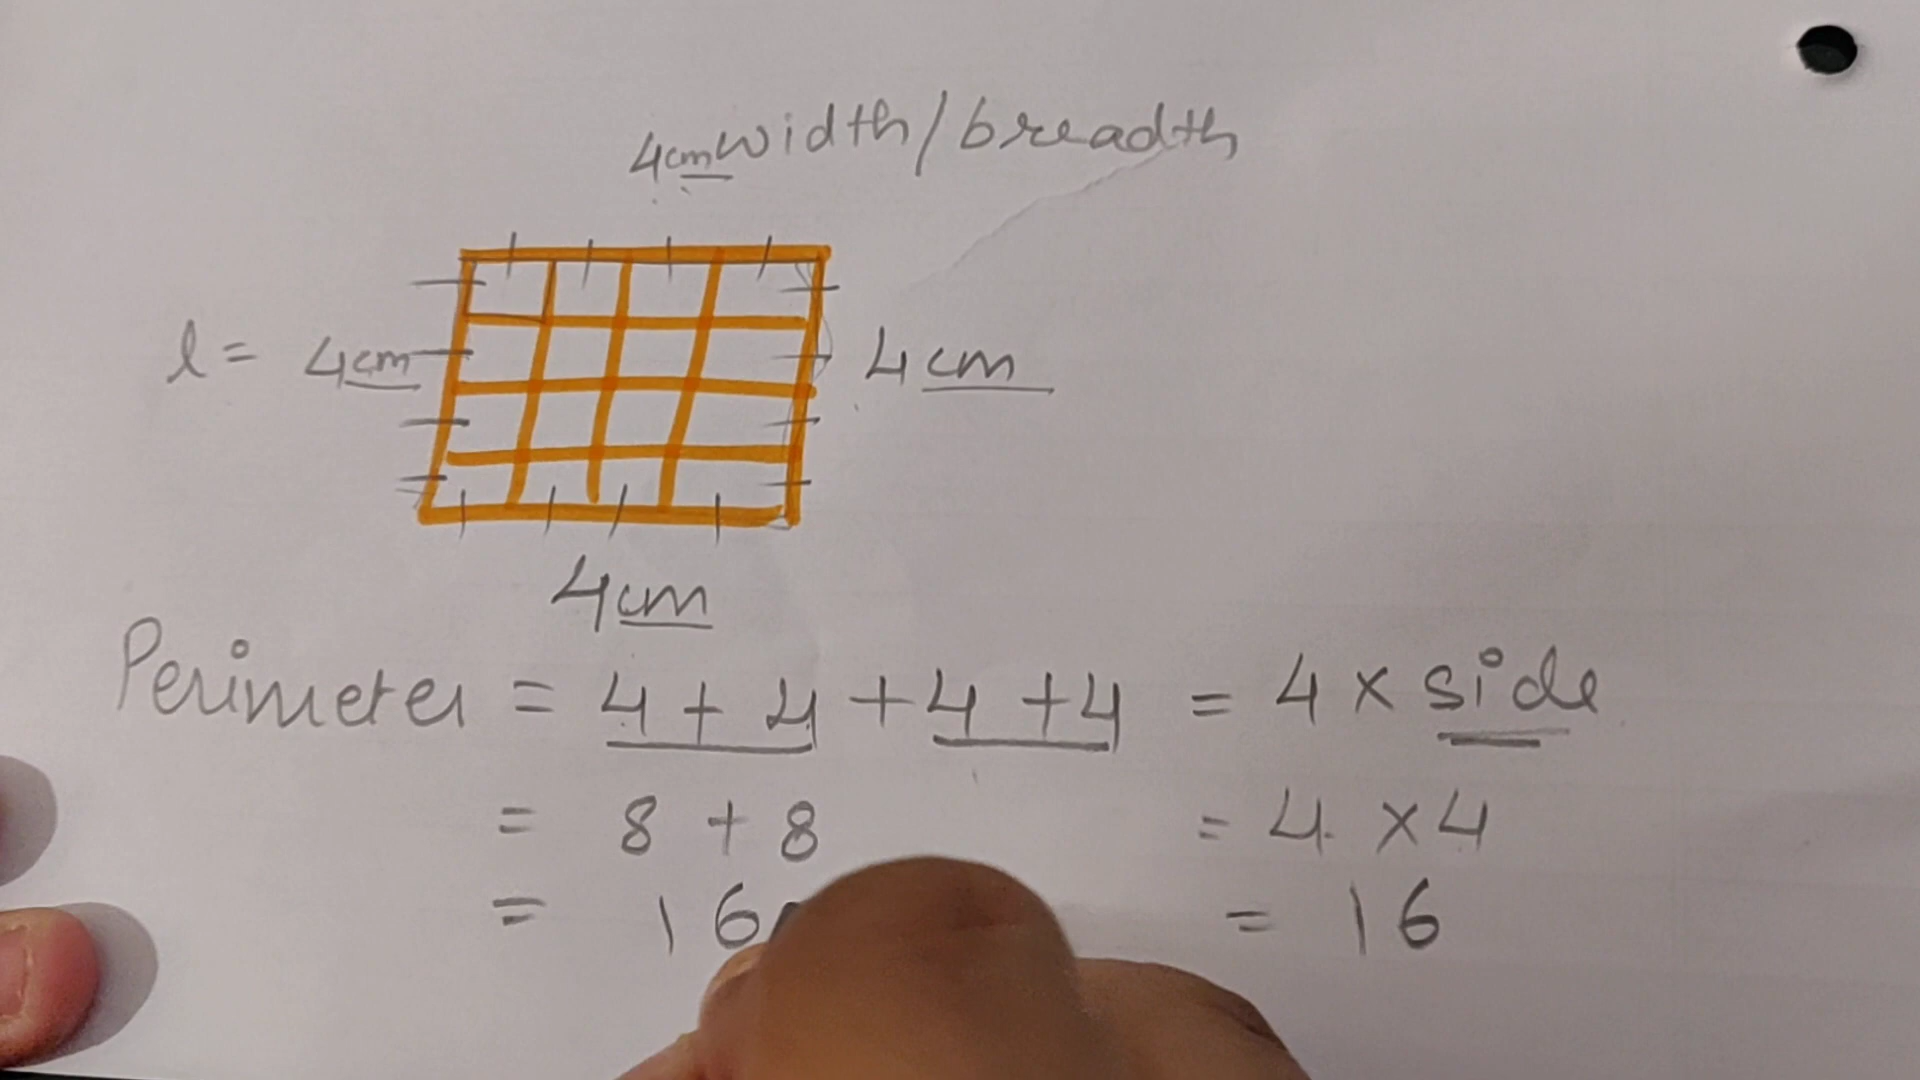 4cm width/breadth
l = 4cm 4cm
4cm
Perimeter = 4 + 4 + 4 + 4 = 4 × side
= 8 + 8 = 4 × 4
= 16 = 16